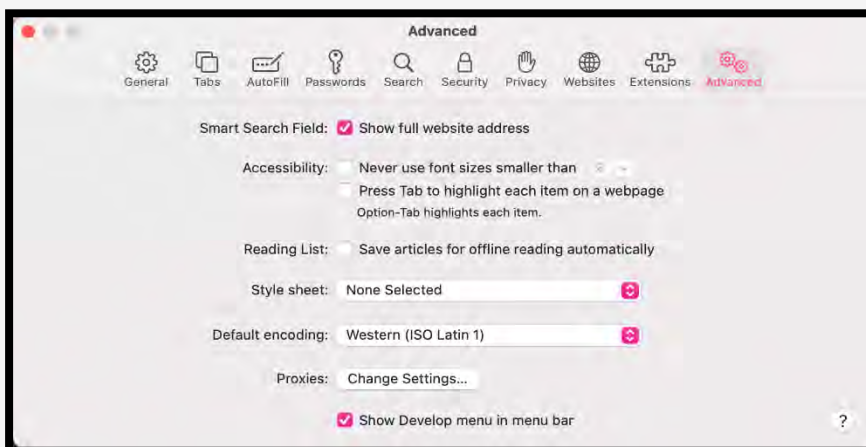 Advanced
General Tabs AutoFill Passwords Search Security Privacy Websites Extensions Advanced
Smart Search Field: Show full website address
Accessibility: Never use font sizes smaller than
Press Tab to highlight each item on a webpage
Option-Tab highlights each item.
Reading List: Save articles for offline reading automatically
Style sheet: None Selected
Default encoding: Western (ISO Latin 1)
Proxies: Change Settings...
Show Develop menu in menu bar
?